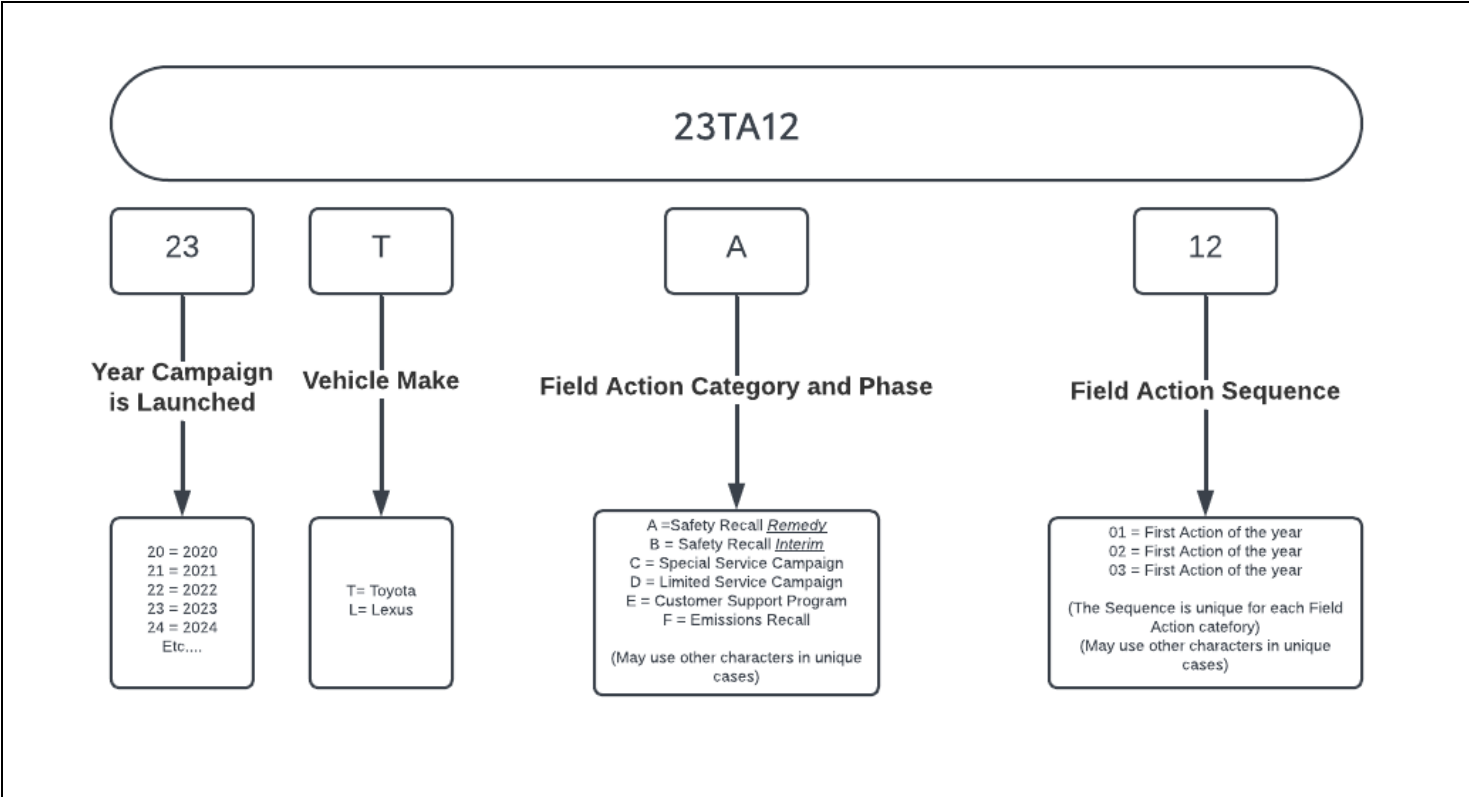 23TA12
23
T
A
12
Year Campaign
is Launched
Vehicle Make
Field Action Category and Phase
Field Action Sequence
20 = 2020
21 = 2021
22 = 2022
23 = 2023
24 = 2024
Etc....
T= Toyota
L= Lexus
A =Safety Recall Remedy
B = Safety Recall Interim
C = Special Service Campaign
D = Limited Service Campaign
E = Customer Support Program
F = Emissions Recall
(May use other characters in unique
cases)
01 = First Action of the year
02 = First Action of the year
03 = First Action of the year
(The Sequence is unique for each Field
Action catefory)
(May use other characters in unique
cases)